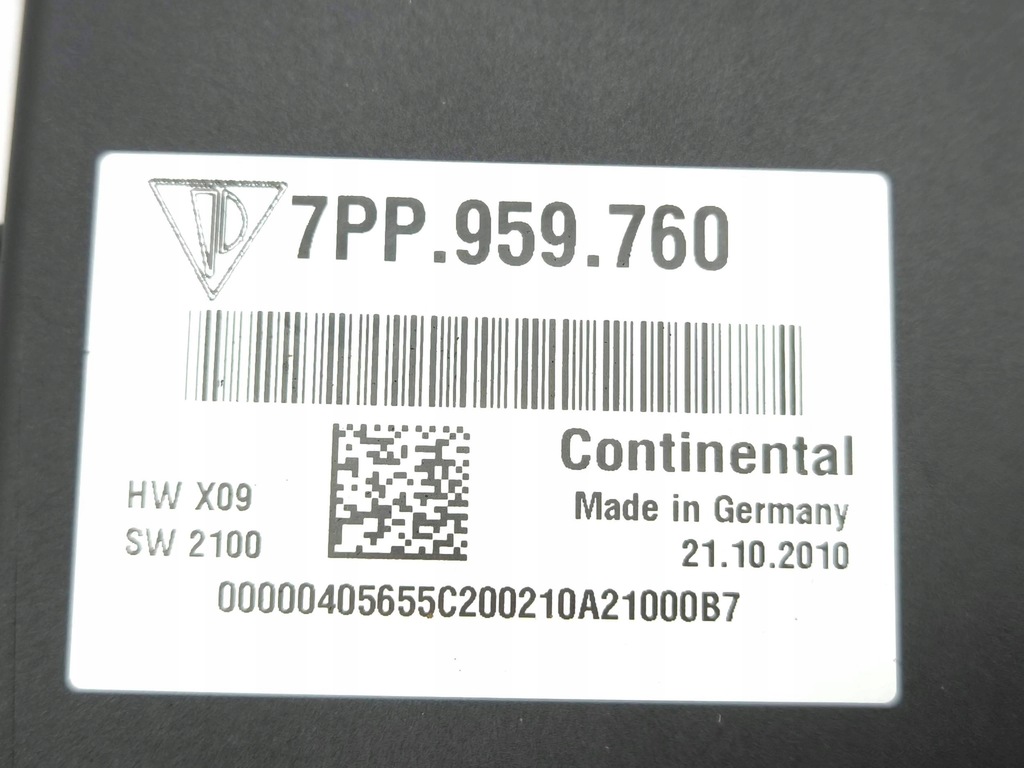 7PP.959.760
Continental
HW X09
Made in Germany
SW 2100
21.10.2010
00000405655C200210A21000B7